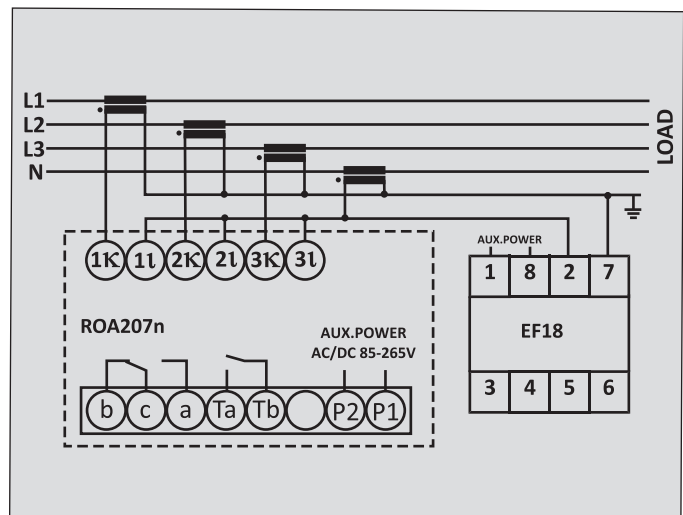 L1
L2
L3
N
LOAD
1K 1l 2K 2l 3K 3l
AUX.POWER
1 8 2 7
ROA207n
AUX.POWER
AC/DC 85-265V
EF18
b c a Ta Tb P2 P1
3 4 5 6